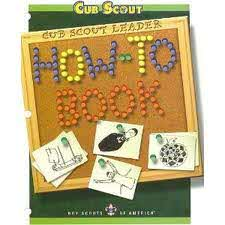 CUB SCOUT
CUB SCOUT LEADER
HOW-TO
BOOK
BOY SCOUTS OF AMERICA